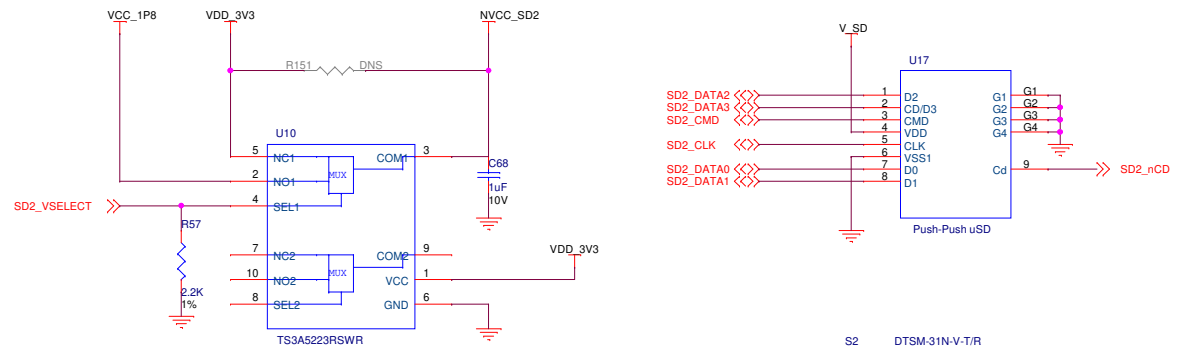 VCC_1P8
VDD_3V3
NVCC_SD2
R151
DNS
U10
5
NC1
COM1
3
MUX
2
NO1
C68
1uF
10V
SD2_VSELECT
4
SEL1
R57
2.2K
1%
7
NC2
COM2
9
VDD_3V3
MUX
10
NO2
VCC
1
8
SEL2
GND
6
TS3A5223RSWR
V_SD
U17
SD2_DATA2
1
D2
G1
G1
SD2_DATA3
2
CD/D3
G2
G2
SD2_CMD
3
CMD
G3
G3
4
VDD
G4
G4
SD2_CLK
5
CLK
6
VSS1
SD2_DATA0
7
D0
Cd
9
SD2_nCD
SD2_DATA1
8
D1
Push-Push uSD
S2
DTSM-31N-V-T/R